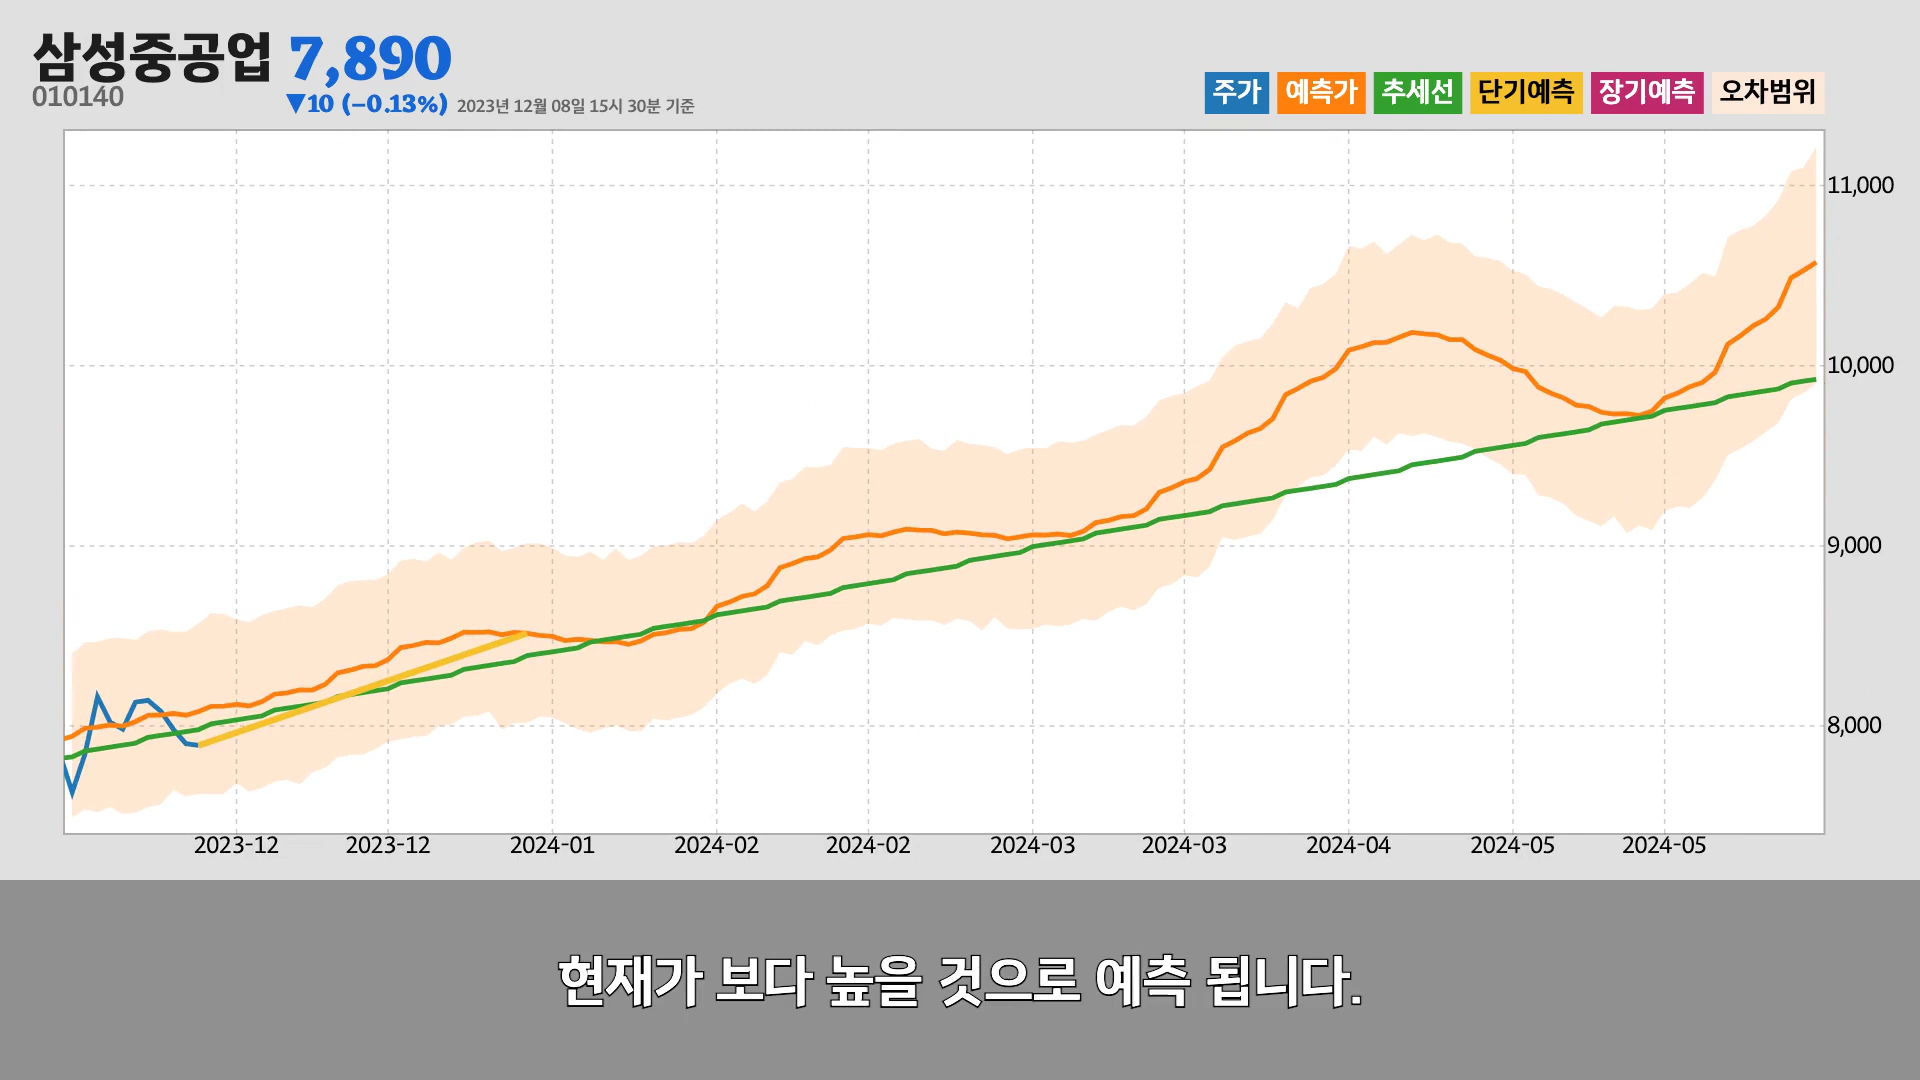 삼성중공업 7,890
010140
▼10 (−0.13%) 2023년 12월 08일 15시 30분 기준
주가 예측가 추세선 단기예측 장기예측 오차범위
11,000
10,000
9,000
8,000
2023-12 2023-12 2024-01 2024-02 2024-02 2024-03 2024-03 2024-04 2024-05 2024-05
현재가 보다 높을 것으로 예측 됩니다.